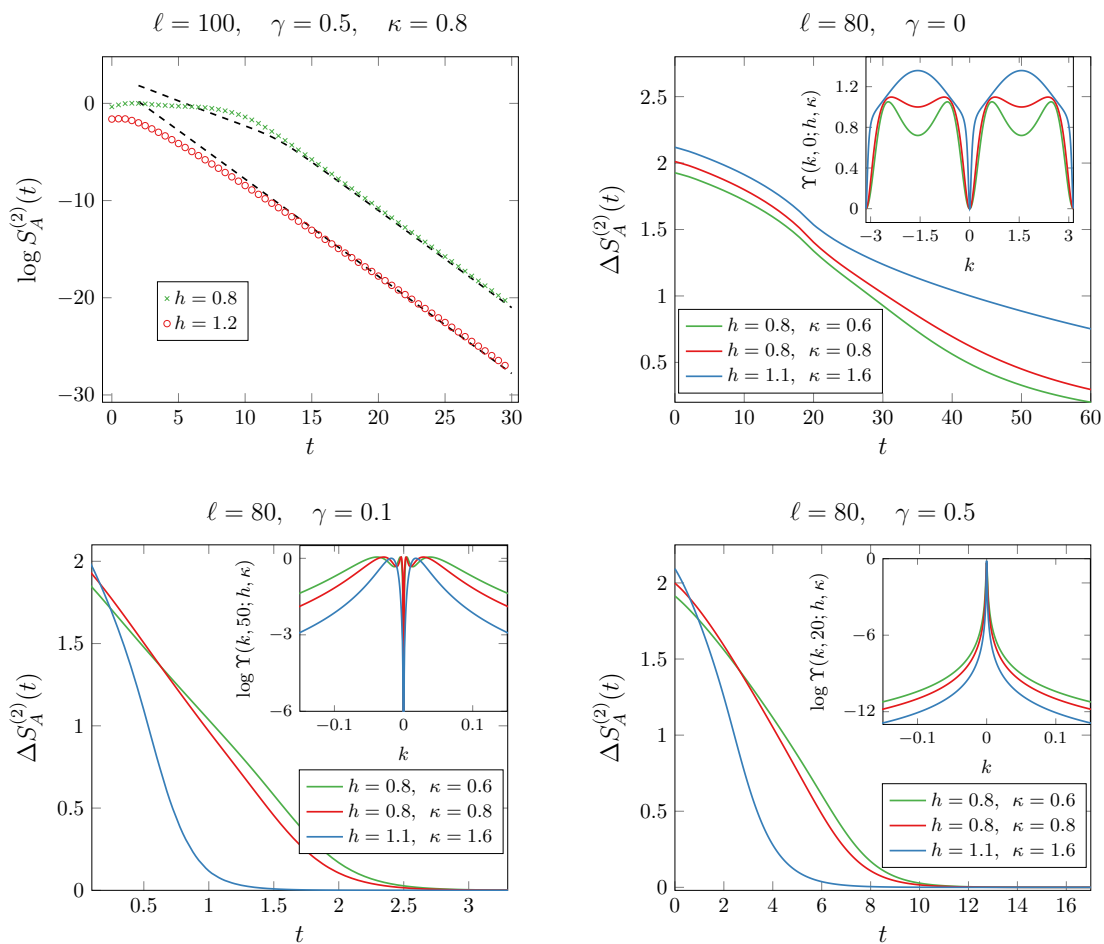 ℓ = 100, γ = 0.5, κ = 0.8
log S_A^{(2)}(t)
0
−10
−20
−30
0 5 10 15 20 25 30
t
h = 0.8
h = 1.2
ℓ = 80, γ = 0
ΔS_A^{(2)}(t)
2.5
2
1.5
1
0.5
0 10 20 30 40 50 60
t
Υ(k, 0; h, κ)
1.2
0.8
0.4
0
−3 −1.5 0 1.5 3
k
h = 0.8, κ = 0.6
h = 0.8, κ = 0.8
h = 1.1, κ = 1.6
ℓ = 80, γ = 0.1
ΔS_A^{(2)}(t)
2
1.5
1
0.5
0
0.5 1 1.5 2 2.5 3
t
log Υ(k, 50; h, κ)
0
−3
−6
−0.1 0 0.1
k
h = 0.8, κ = 0.6
h = 0.8, κ = 0.8
h = 1.1, κ = 1.6
ℓ = 80, γ = 0.5
ΔS_A^{(2)}(t)
2.5
2
1.5
1
0.5
0
0 2 4 6 8 10 12 14 16
t
log Υ(k, 20; h, κ)
0
−6
−12
−0.1 0 0.1
k
h = 0.8, κ = 0.6
h = 0.8, κ = 0.8
h = 1.1, κ = 1.6